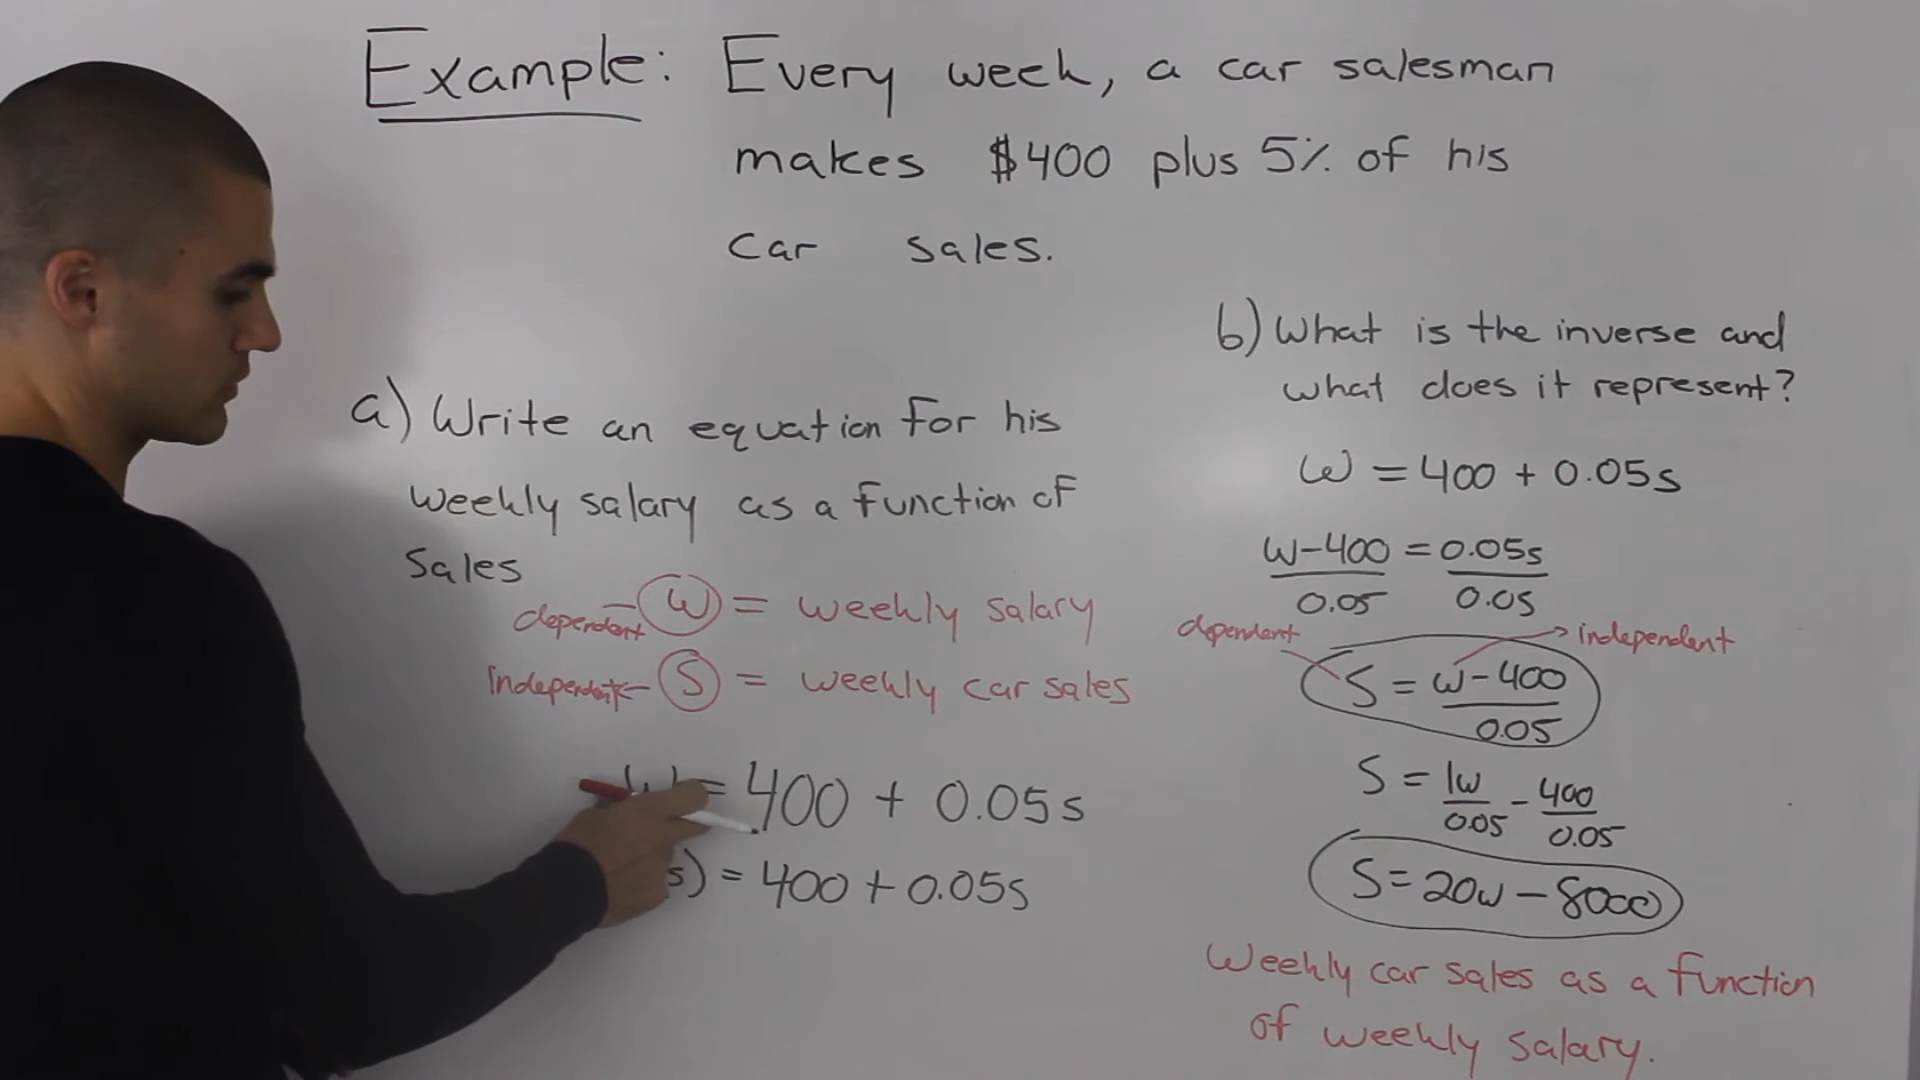 Example: Every week, a car salesman
makes $400 plus 5% of his
car sales.
a) Write an equation for his
weekly salary as a function of
sales
dependent - W = weekly salary
Independent - S = weekly car sales
W = 400 + 0.05s
s) = 400 + 0.05s
b) What is the inverse and
what does it represent?
W = 400 + 0.05s
W-400 = 0.05s
0.05 0.05
dependent independent
S = W-400
0.05
S = 1w - 400
0.05 0.05
S = 20w - 8000
Weekly car sales as a function
of weekly salary.